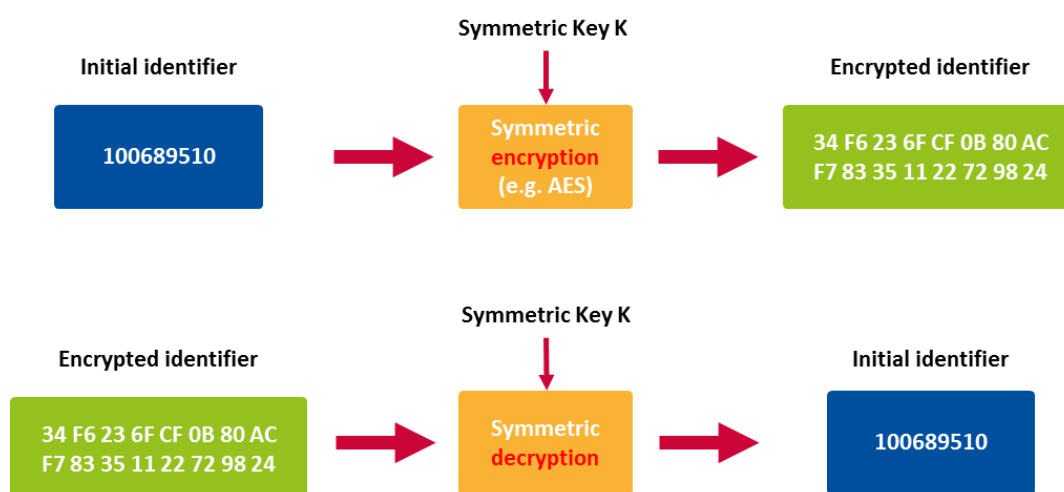 Symmetric Key K
Initial identifier
Encrypted identifier
100689510
Symmetric
encryption
(e.g. AES)
34 F6 23 6F CF 0B 80 AC
F7 83 35 11 22 72 98 24
Symmetric Key K
Encrypted identifier
Initial identifier
34 F6 23 6F CF 0B 80 AC
F7 83 35 11 22 72 98 24
Symmetric
decryption
100689510